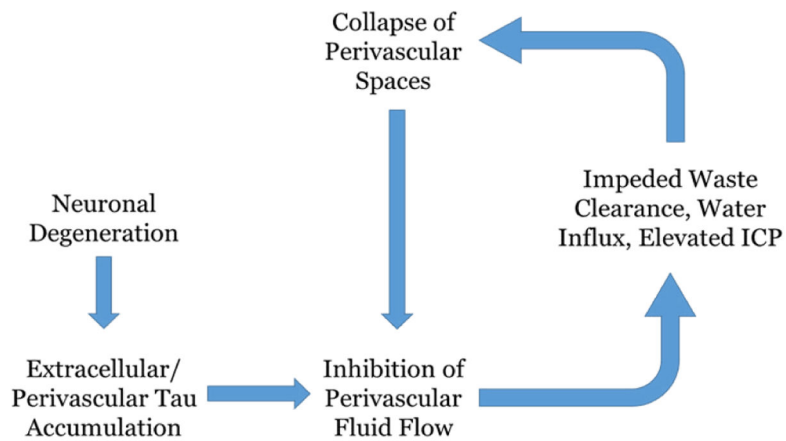 Collapse of
Perivascular
Spaces
Impeded Waste
Clearance, Water
Influx, Elevated ICP
Neuronal
Degeneration
Extracellular/
Perivascular Tau
Accumulation
Inhibition of
Perivascular
Fluid Flow